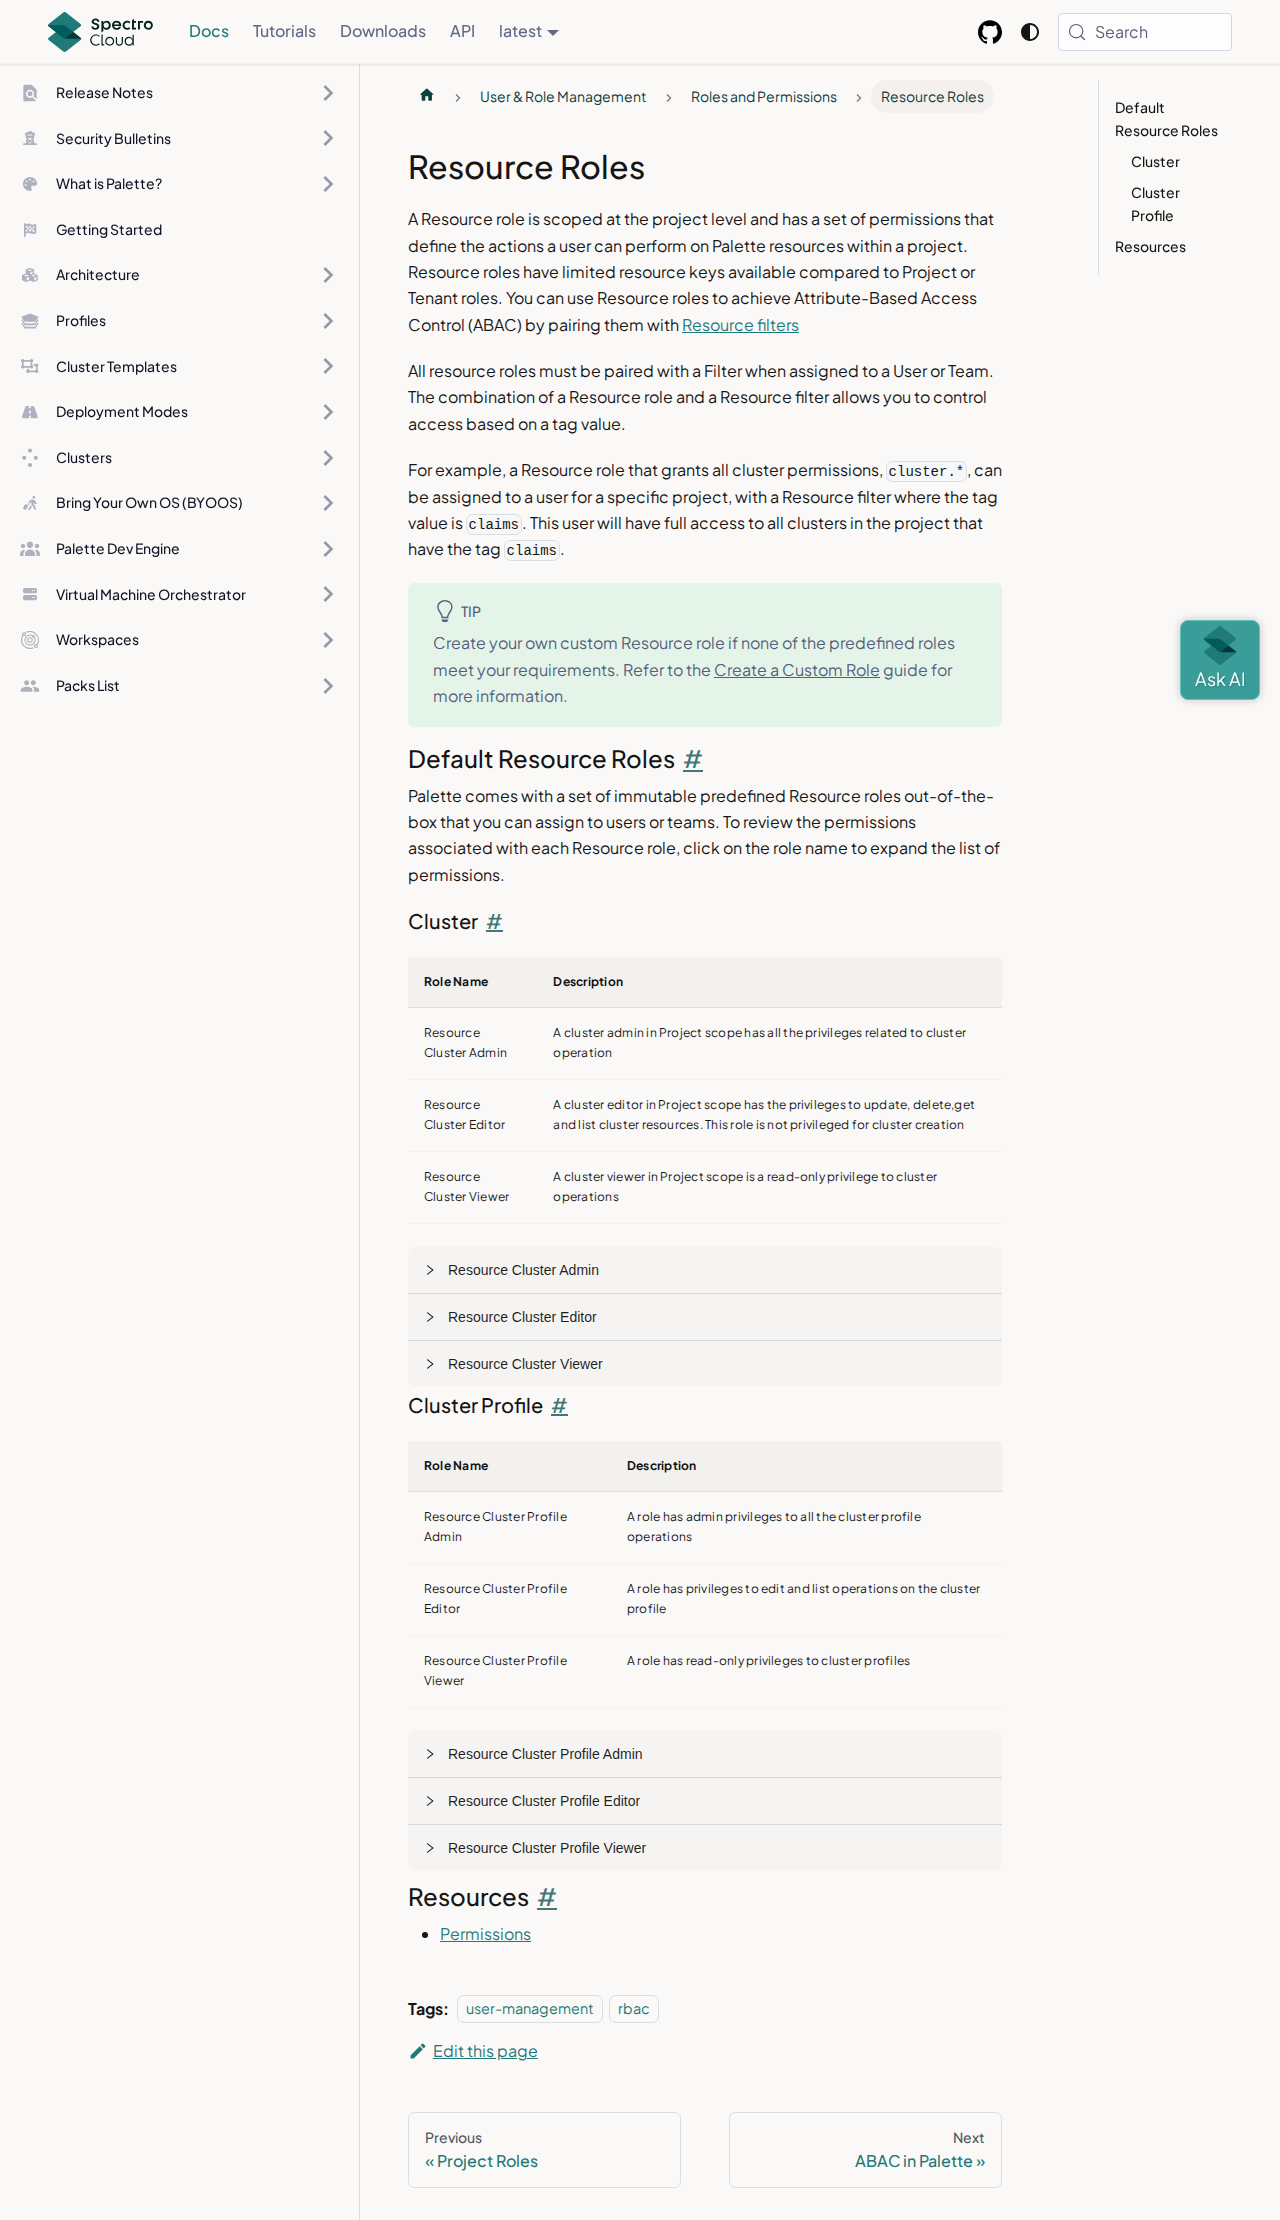 Spectro Cloud
Docs
Tutorials
Downloads
API
latest
Search
Release Notes
Security Bulletins
What is Palette?
Getting Started
Architecture
Profiles
Cluster Templates
Deployment Modes
Clusters
Bring Your Own OS (BYOOS)
Palette Dev Engine
Virtual Machine Orchestrator
Workspaces
Packs List
User & Role Management
Roles and Permissions
Resource Roles
Resource Roles
A Resource role is scoped at the project level and has a set of permissions that
define the actions a user can perform on Palette resources within a project.
Resource roles have limited resource keys available compared to Project or
Tenant roles. You can use Resource roles to achieve Attribute-Based Access
Control (ABAC) by pairing them with Resource filters
All resource roles must be paired with a Filter when assigned to a User or Team.
The combination of a Resource role and a Resource filter allows you to control
access based on a tag value.
For example, a Resource role that grants all cluster permissions, cluster.*, can
be assigned to a user for a specific project, with a Resource filter where the tag
value is claims. This user will have full access to all clusters in the project that
have the tag claims.
TIP
Create your own custom Resource role if none of the predefined roles
meet your requirements. Refer to the Create a Custom Role guide for
more information.
Default Resource Roles #
Palette comes with a set of immutable predefined Resource roles out-of-the-
box that you can assign to users or teams. To review the permissions
associated with each Resource role, click on the role name to expand the list of
permissions.
Cluster #
Role Name
Description
Resource
Cluster Admin
A cluster admin in Project scope has all the privileges related to cluster
operation
Resource
Cluster Editor
A cluster editor in Project scope has the privileges to update, delete,get
and list cluster resources. This role is not privileged for cluster creation
Resource
Cluster Viewer
A cluster viewer in Project scope is a read-only privilege to cluster
operations
Resource Cluster Admin
Resource Cluster Editor
Resource Cluster Viewer
Cluster Profile #
Role Name
Description
Resource Cluster Profile
Admin
A role has admin privileges to all the cluster profile
operations
Resource Cluster Profile
Editor
A role has privileges to edit and list operations on the cluster
profile
Resource Cluster Profile
Viewer
A role has read-only privileges to cluster profiles
Resource Cluster Profile Admin
Resource Cluster Profile Editor
Resource Cluster Profile Viewer
Resources #
Permissions
Tags:
user-management
rbac
Edit this page
Previous
« Project Roles
Next
ABAC in Palette »
Default
Resource Roles
Cluster
Cluster
Profile
Resources
Ask AI